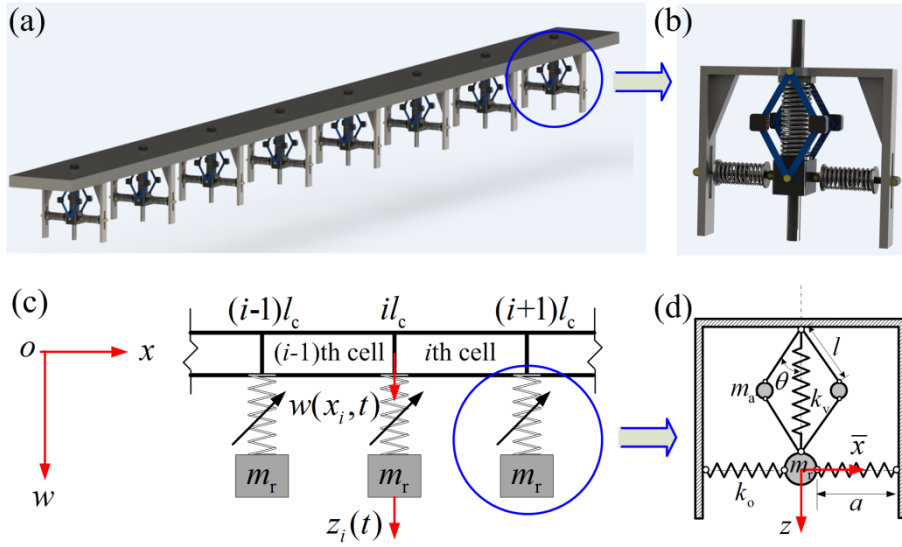 (a)
(b)
(c)
(i-1)l_c
il_c
(i+1)l_c
(d)
o
x
(i-1)th cell
ith cell
l
w(x_i,t)
m_a
θ
k_v
w
m_r
m_r
m_r
m_r
x̅
k_o
a
z_i(t)
z